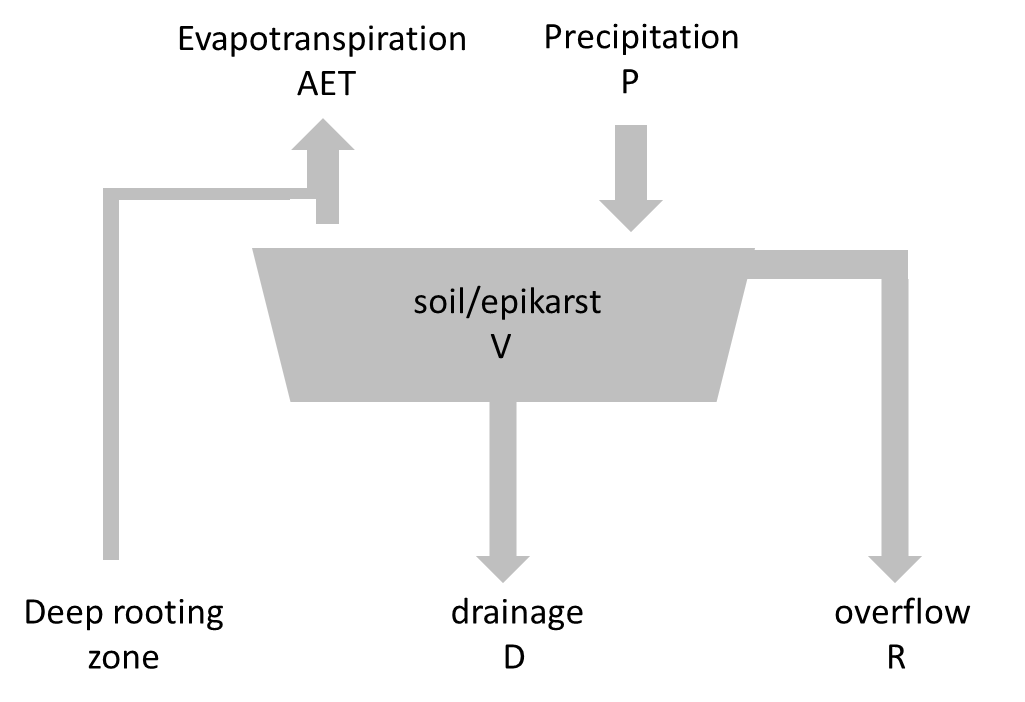 Evapotranspiration
AET
Precipitation
P
soil/epikarst
V
Deep rooting
zone
drainage
D
overflow
R